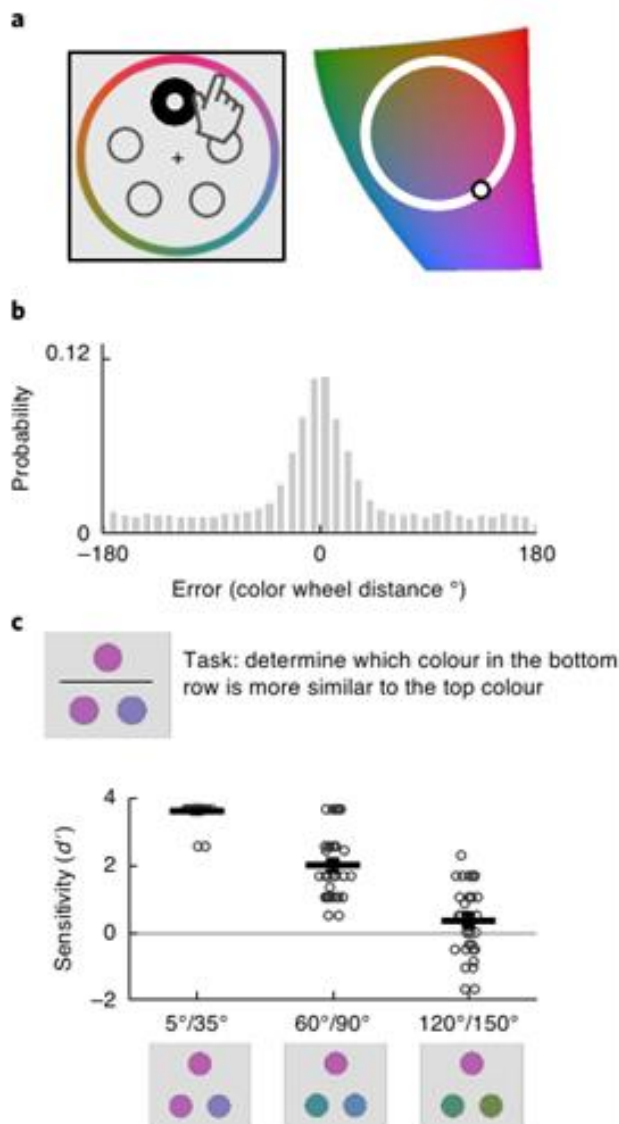 a
b
0.12
Probability
0
−180
0
180
Error (color wheel distance °)
c
Task: determine which colour in the bottom
row is more similar to the top colour
4
2
0
−2
Sensitivity (d′)
5°/35°
60°/90°
120°/150°